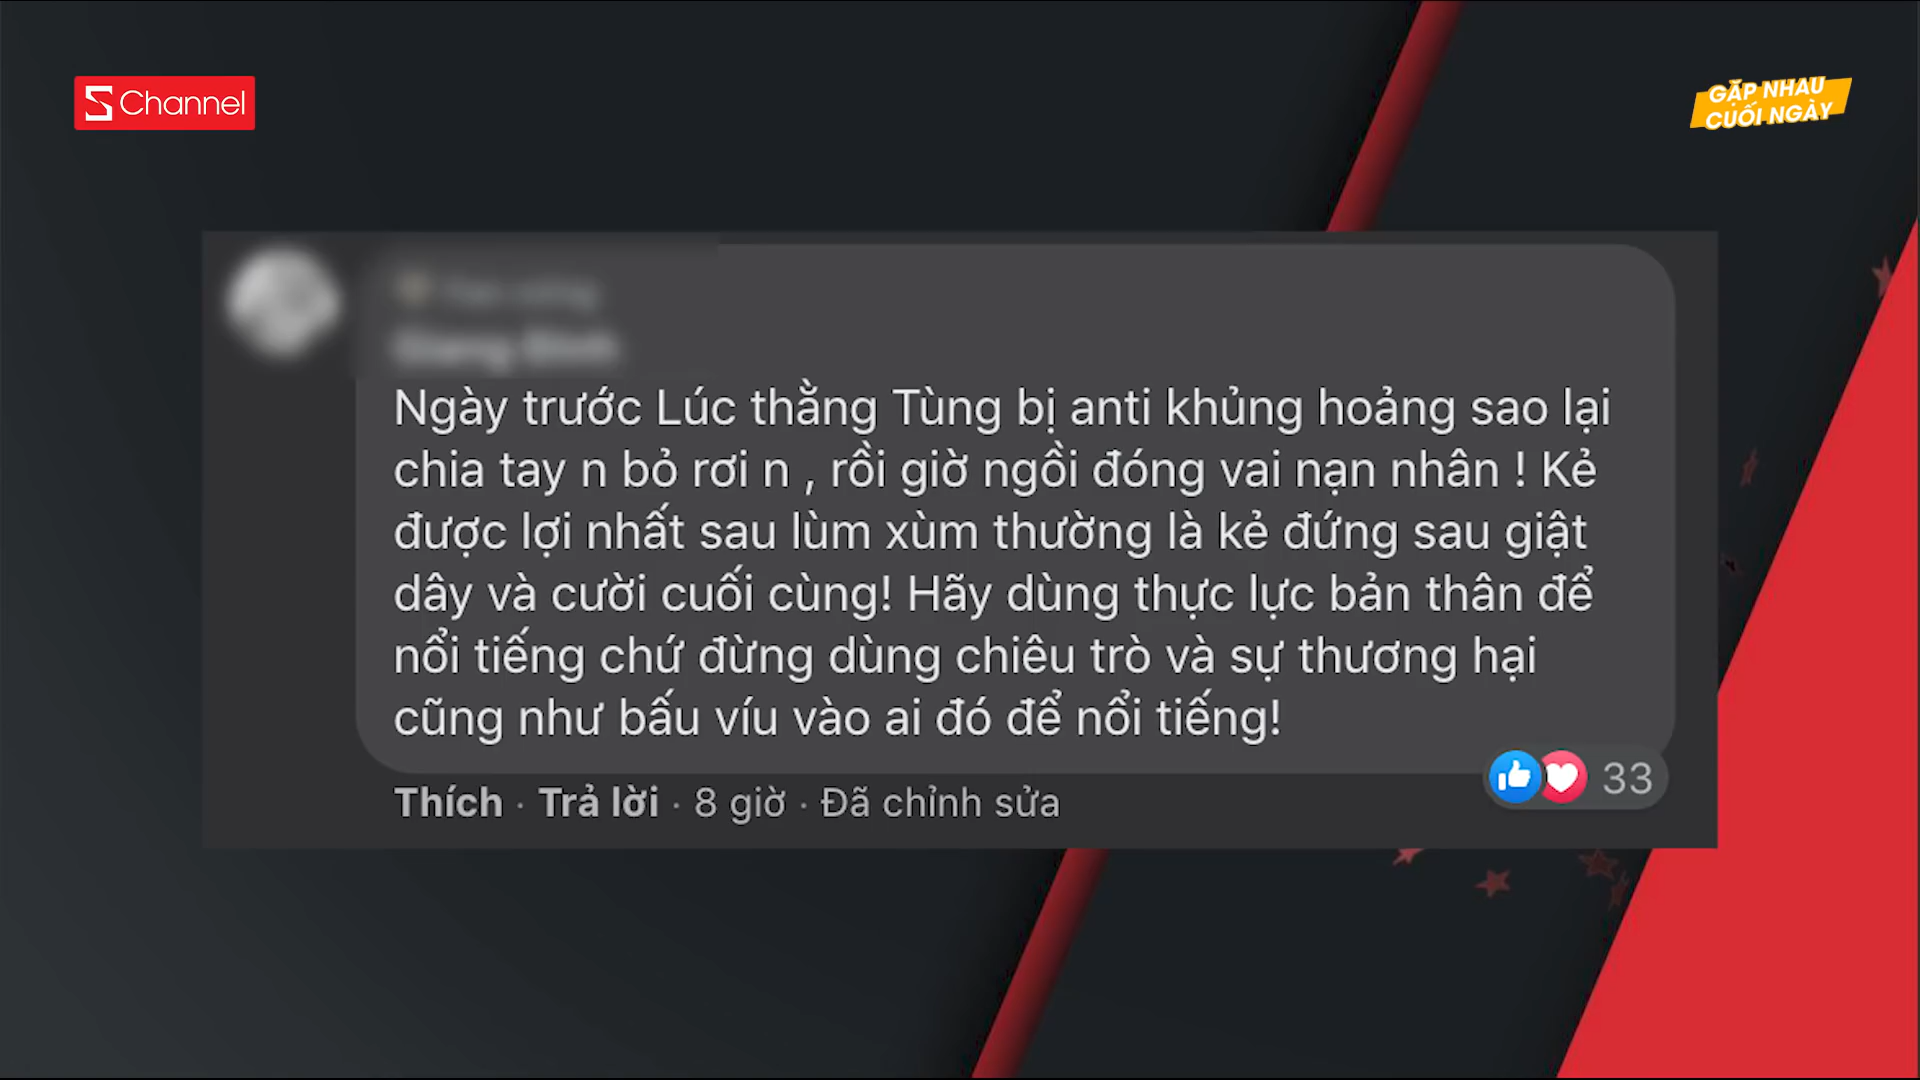 S Channel
GẶP NHAU
CUỐI NGÀY
Ngày trước Lúc thằng Tùng bị anti khủng hoảng sao lại
chia tay n bỏ rơi n , rồi giờ ngồi đóng vai nạn nhân ! Kẻ
được lợi nhất sau lùm xùm thường là kẻ đứng sau giật
dây và cười cuối cùng! Hãy dùng thực lực bản thân để
nổi tiếng chứ đừng dùng chiêu trò và sự thương hại
cũng như bấu víu vào ai đó để nổi tiếng!
Thích · Trả lời · 8 giờ · Đã chỉnh sửa
33